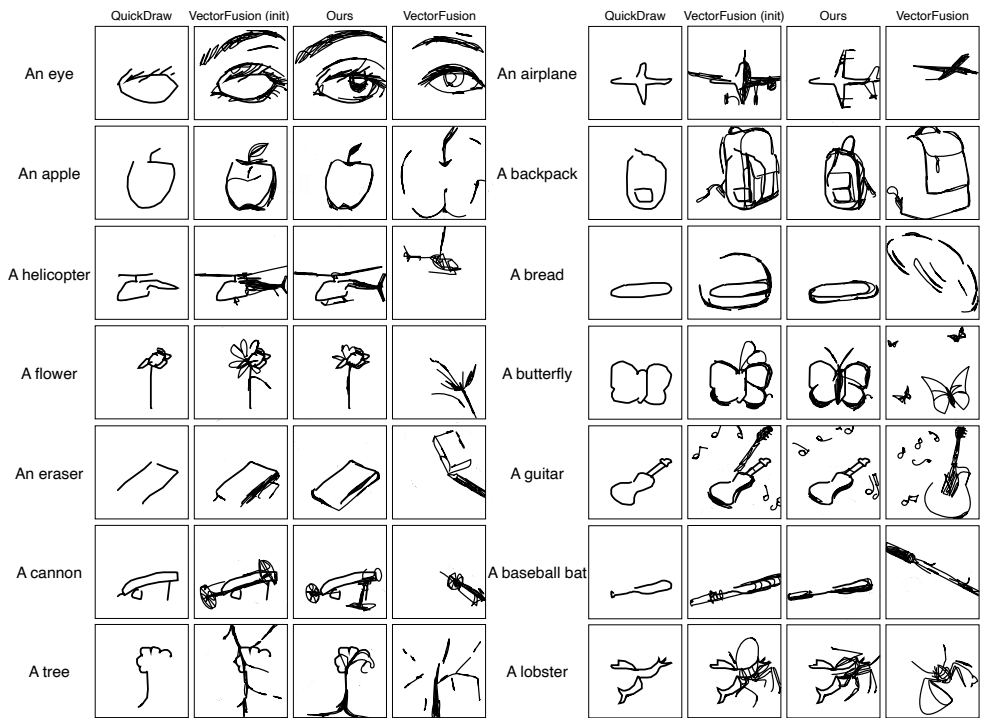 QuickDraw VectorFusion (init) Ours VectorFusion
An eye
An apple
A helicopter
A flower
An eraser
A cannon
A tree
QuickDraw VectorFusion (init) Ours VectorFusion
An airplane
A backpack
A bread
A butterfly
A guitar
A baseball bat
A lobster